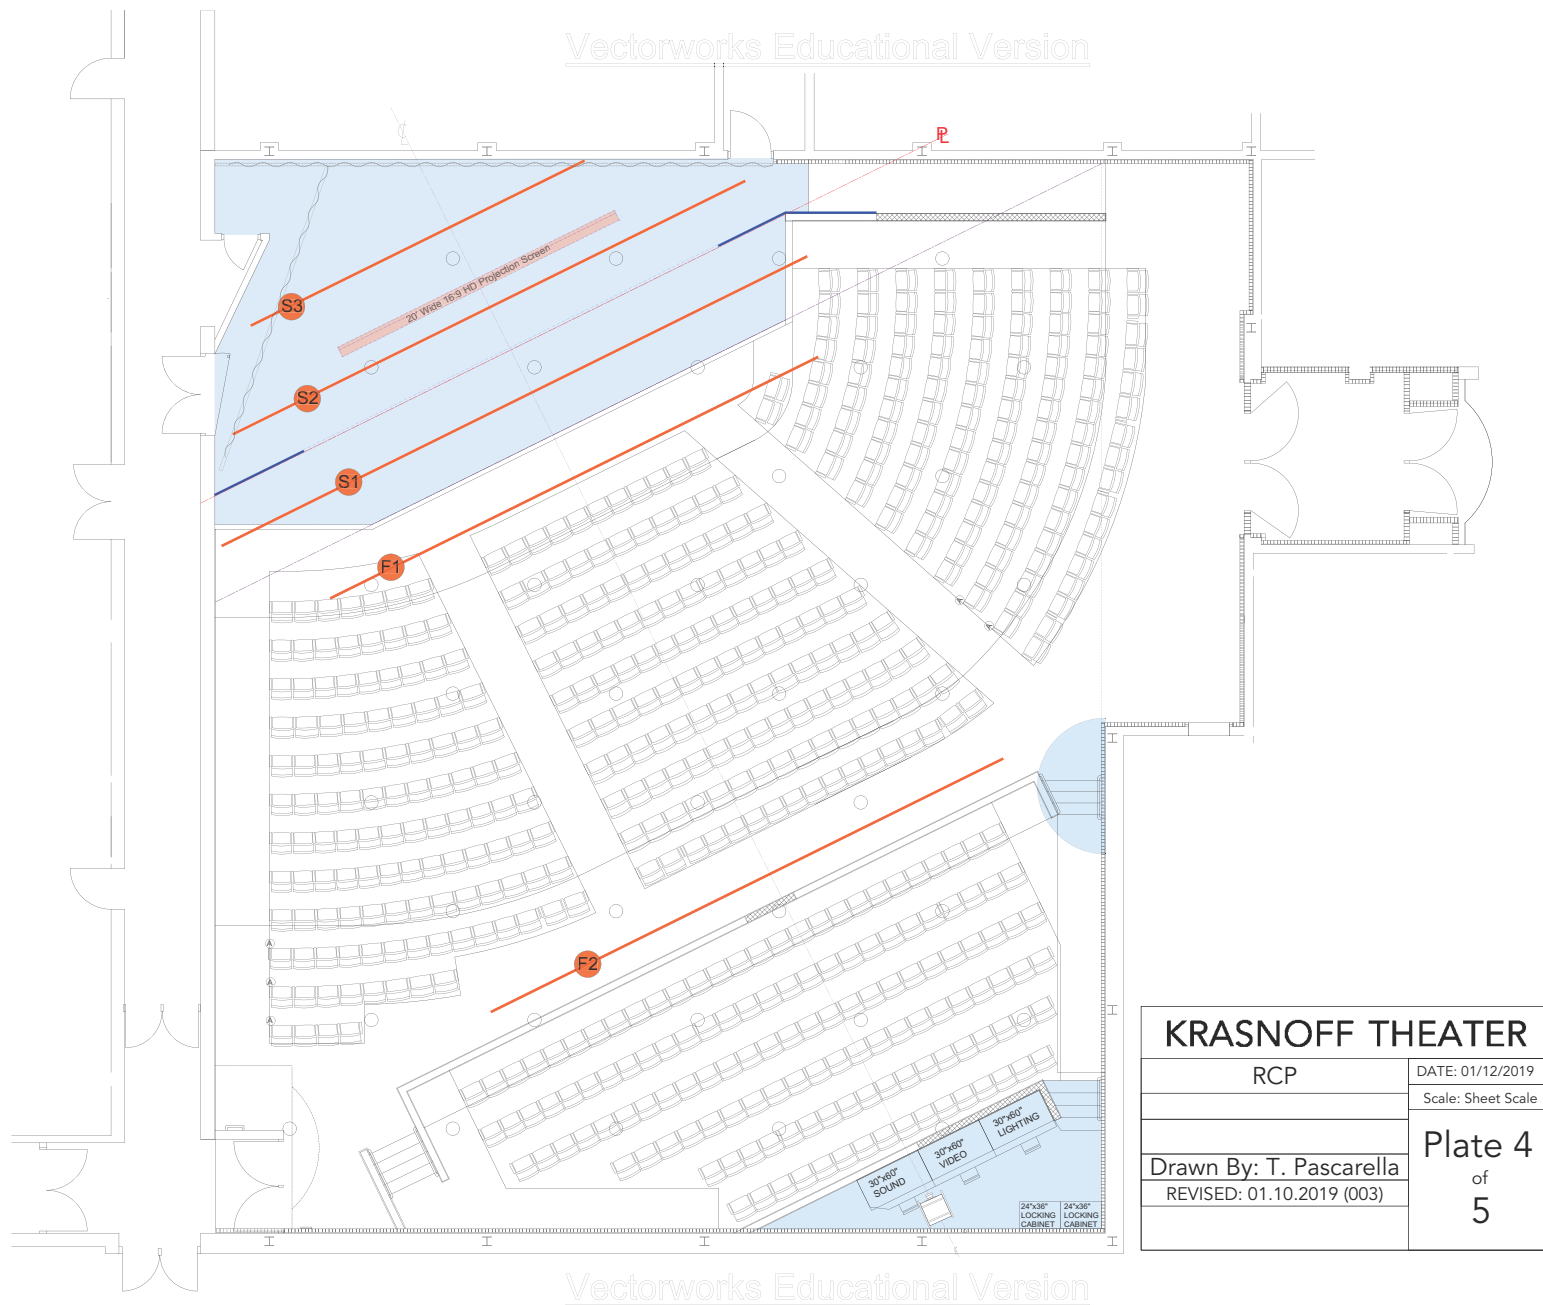 Vectorworks Educational Version
PL
S3
20' Wide 16:9 HD Projection Screen
S2
S1
F1
A
A
F2
A
A
A
30"x60"
LIGHTING
30"x60"
VIDEO
30"x60"
SOUND
24"x36"
LOCKING
CABINET
24"x36"
LOCKING
CABINET
KRASNOFF THEATER
RCP
DATE: 01/12/2019
Scale: Sheet Scale
Plate 4
of
5
Drawn By: T. Pascarella
REVISED: 01.10.2019 (003)
Vectorworks Educational Version